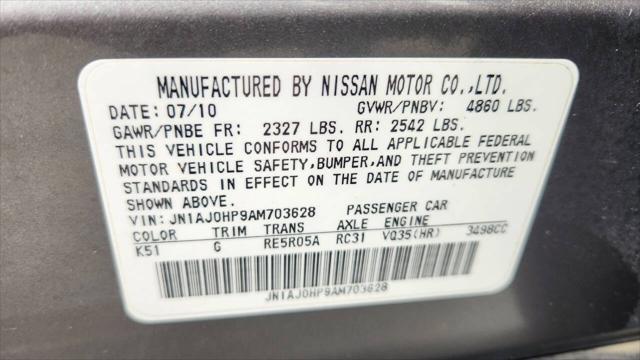 MANUFACTURED BY NISSAN MOTOR CO.,LTD.
DATE: 07/10 GVWR/PNBV: 4860 LBS.
GAWR/PNBE FR: 2327 LBS. RR: 2542 LBS.
THIS VEHICLE CONFORMS TO ALL APPLICABLE FEDERAL
MOTOR VEHICLE SAFETY,BUMPER,AND THEFT PREVENTION
STANDARDS IN EFFECT ON THE DATE OF MANUFACTURE
SHOWN ABOVE.
VIN: JN1AJ0HP9AM703628 PASSENGER CAR
COLOR TRIM TRANS AXLE ENGINE
K51 G RE5R05A RC31 VQ35(HR) 3498CC
JN1AJ0HP9AM703628